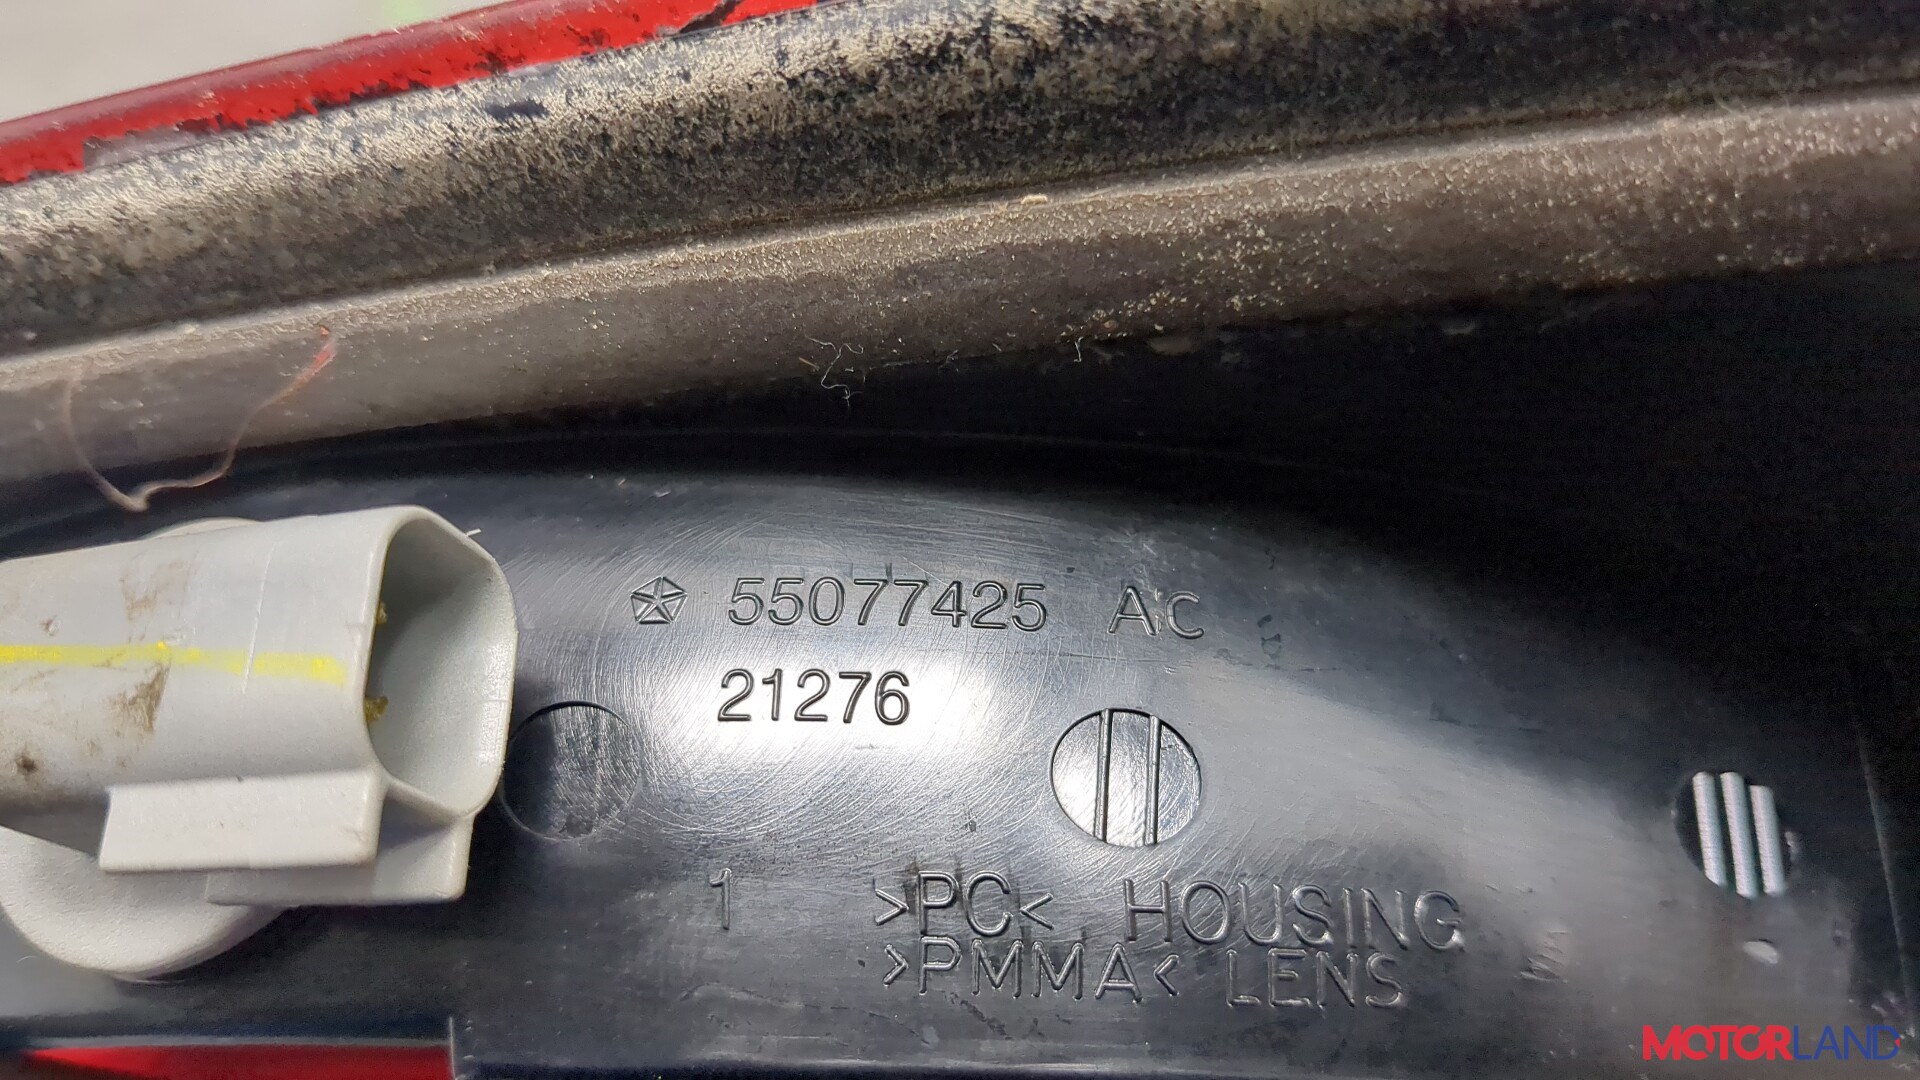 55077425 AC
21276
1 >PC< HOUSING
>PMMA< LENS
MOTORLAND